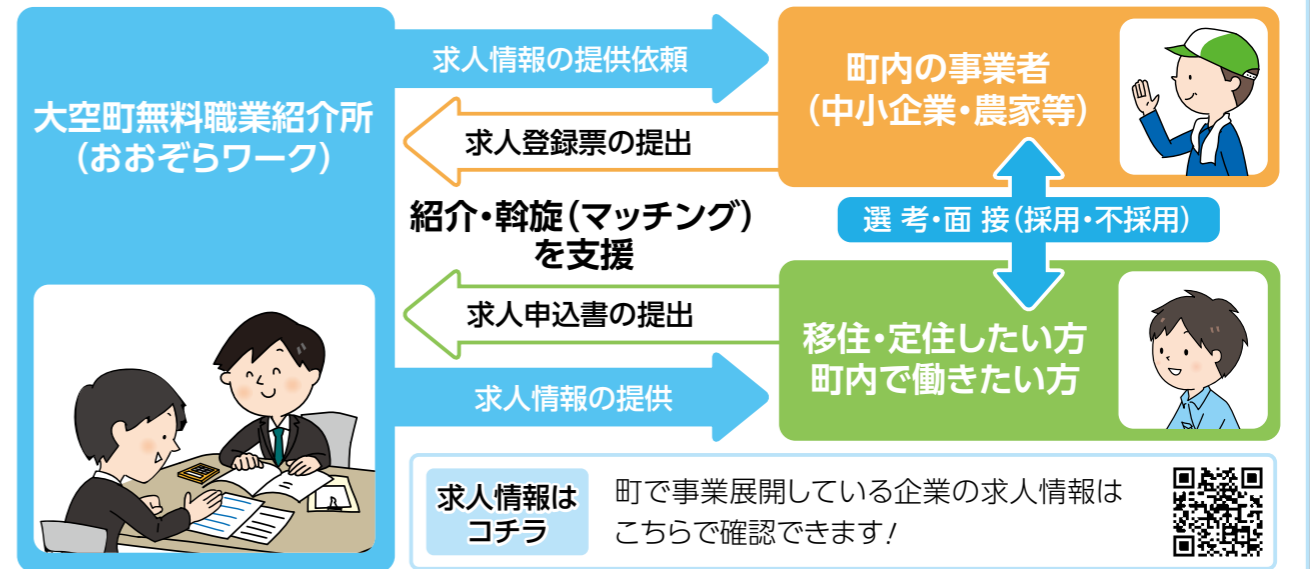 大空町無料職業紹介所
（おおぞらワーク）
求人情報の提供依頼
求人登録票の提出
紹介・斡旋（マッチング）
を支援
求人申込書の提出
求人情報の提供
町内の事業者
（中小企業・農家等）
選 考・面 接（採用・不採用）
移住・定住したい方
町内で働きたい方
求人情報は
コチラ
町で事業展開している企業の求人情報は
こちらで確認できます！